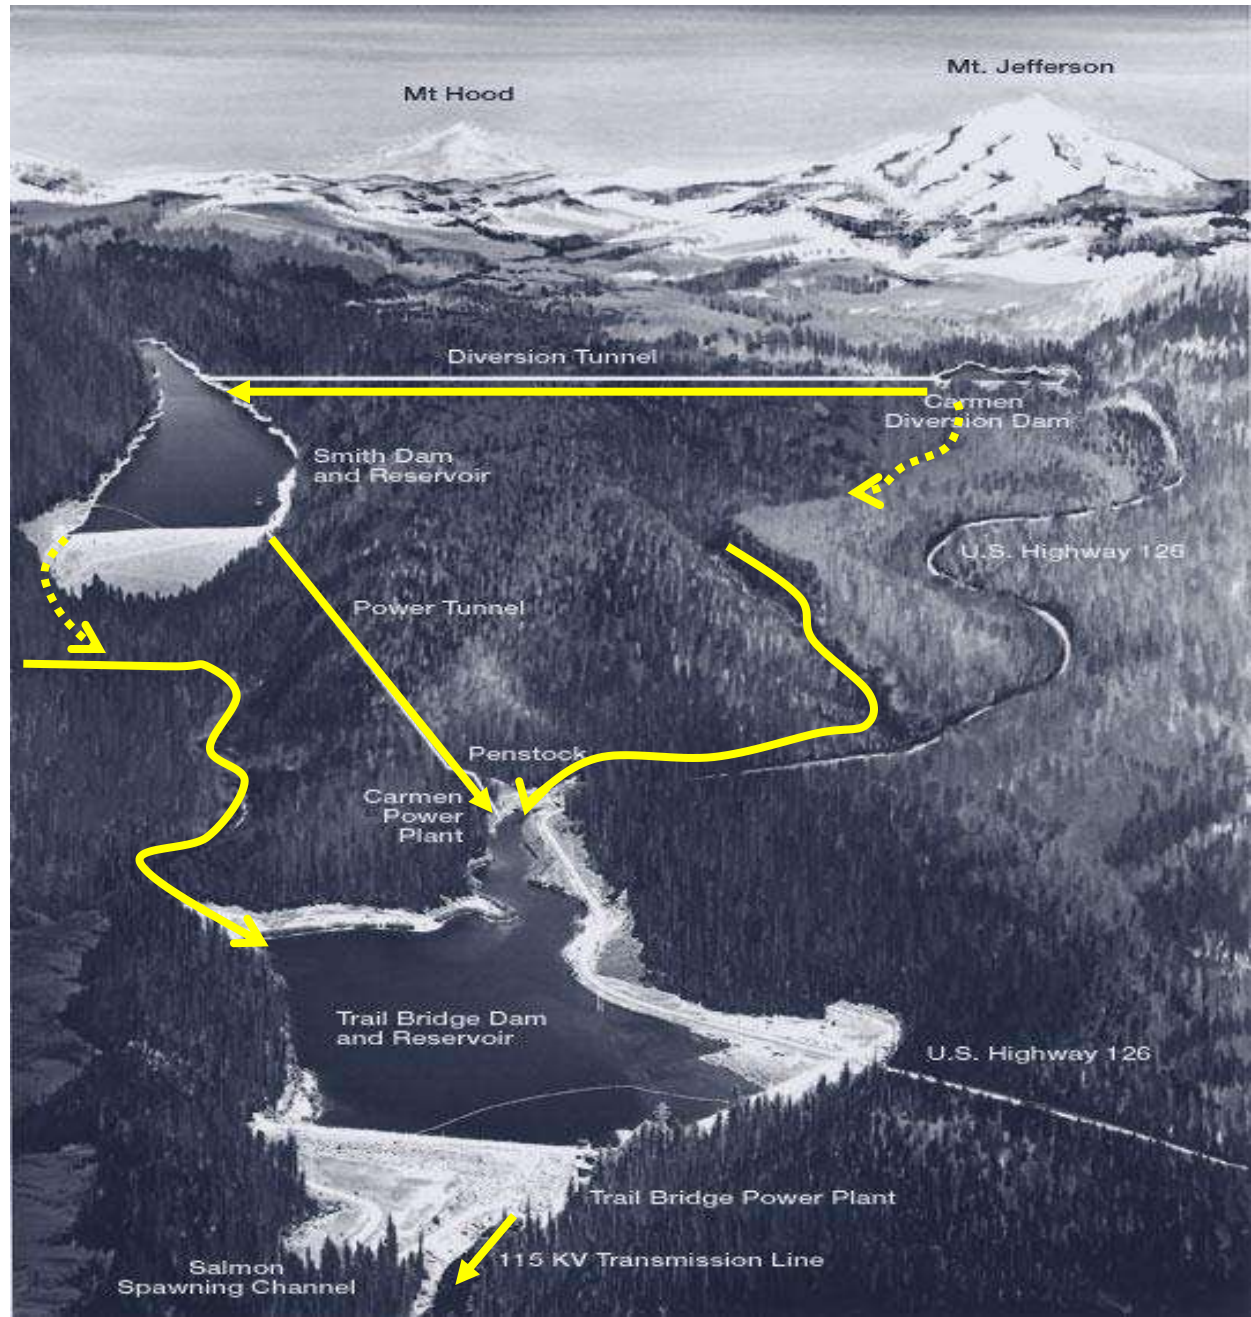 Mt. Jefferson
Mt Hood
Diversion Tunnel
Carmen
Diversion Dam
Smith Dam
and Reservoir
U.S. Highway 126
Power Tunnel
Penstock
Carmen
Power
Plant
Trail Bridge Dam
and Reservoir
U.S. Highway 126
Trail Bridge Power Plant
115 KV Transmission Line
Salmon
Spawning Channel